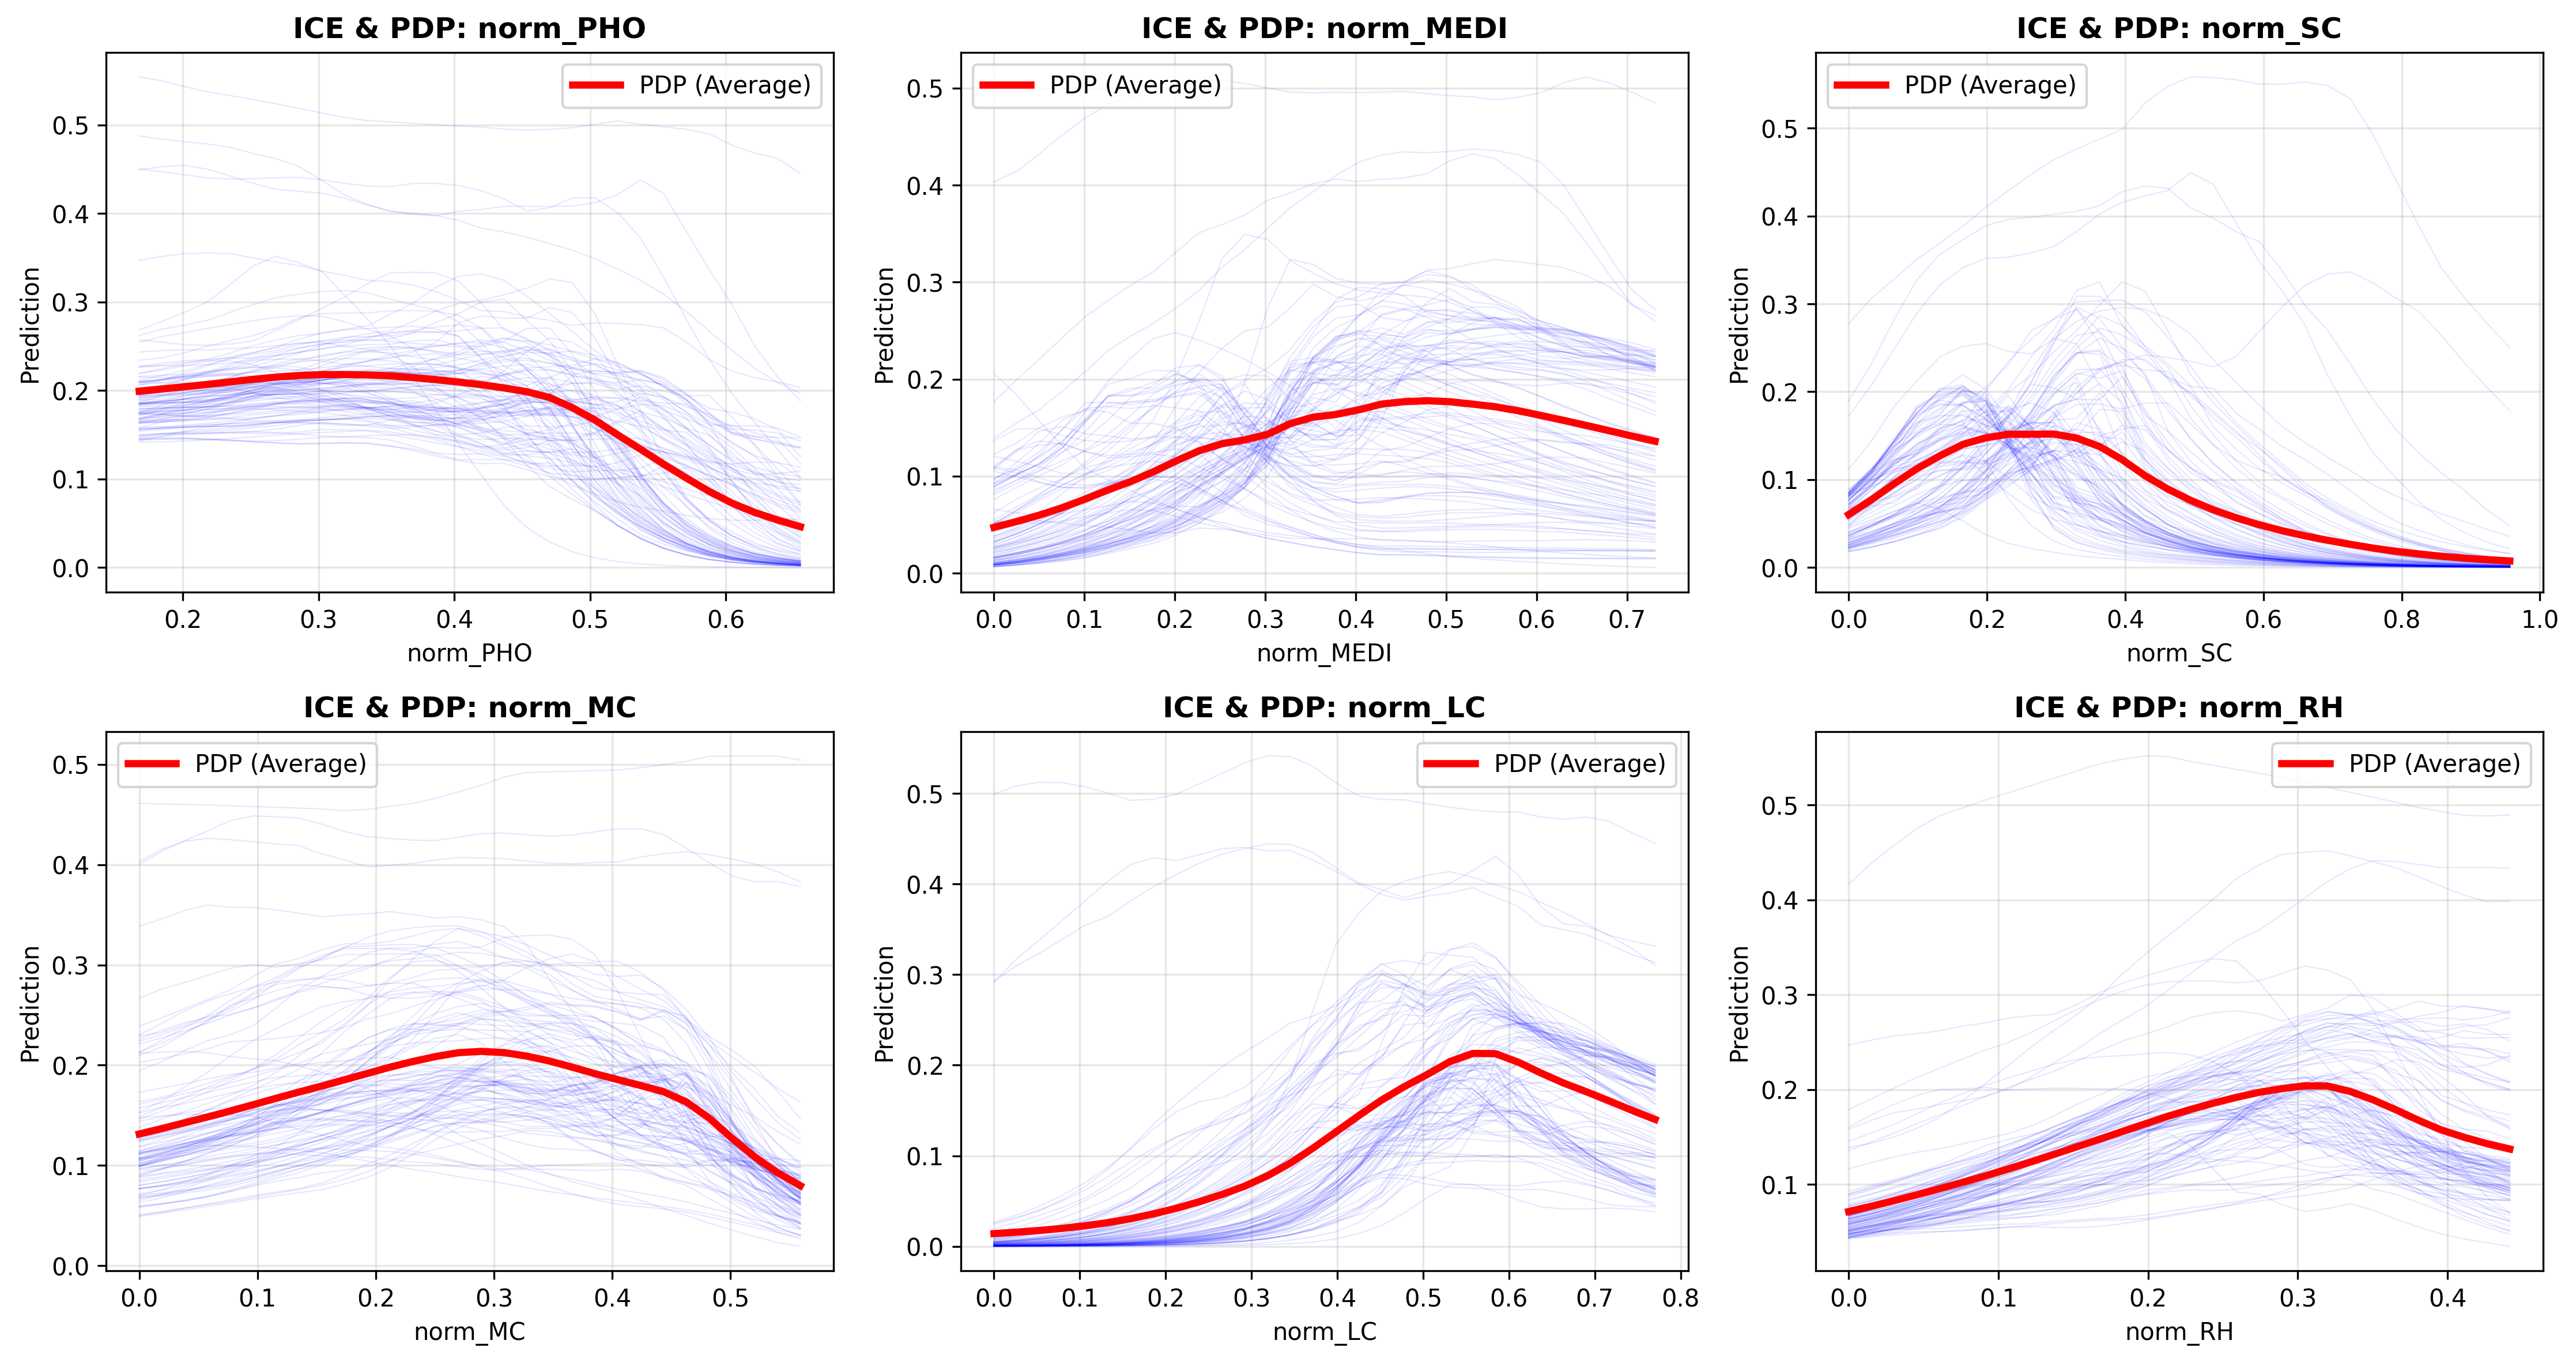 ICE & PDP: norm_PHO
PDP (Average)
Prediction
0.5
0.4
0.3
0.2
0.1
0.0
0.2 0.3 0.4 0.5 0.6
norm_PHO
ICE & PDP: norm_MEDI
PDP (Average)
Prediction
0.5
0.4
0.3
0.2
0.1
0.0
0.0 0.1 0.2 0.3 0.4 0.5 0.6 0.7
norm_MEDI
ICE & PDP: norm_SC
PDP (Average)
Prediction
0.5
0.4
0.3
0.2
0.1
0.0
0.0 0.2 0.4 0.6 0.8 1.0
norm_SC
ICE & PDP: norm_MC
PDP (Average)
Prediction
0.5
0.4
0.3
0.2
0.1
0.0
0.0 0.1 0.2 0.3 0.4 0.5
norm_MC
ICE & PDP: norm_LC
PDP (Average)
Prediction
0.5
0.4
0.3
0.2
0.1
0.0
0.0 0.1 0.2 0.3 0.4 0.5 0.6 0.7 0.8
norm_LC
ICE & PDP: norm_RH
PDP (Average)
Prediction
0.5
0.4
0.3
0.2
0.1
0.0 0.1 0.2 0.3 0.4
norm_RH